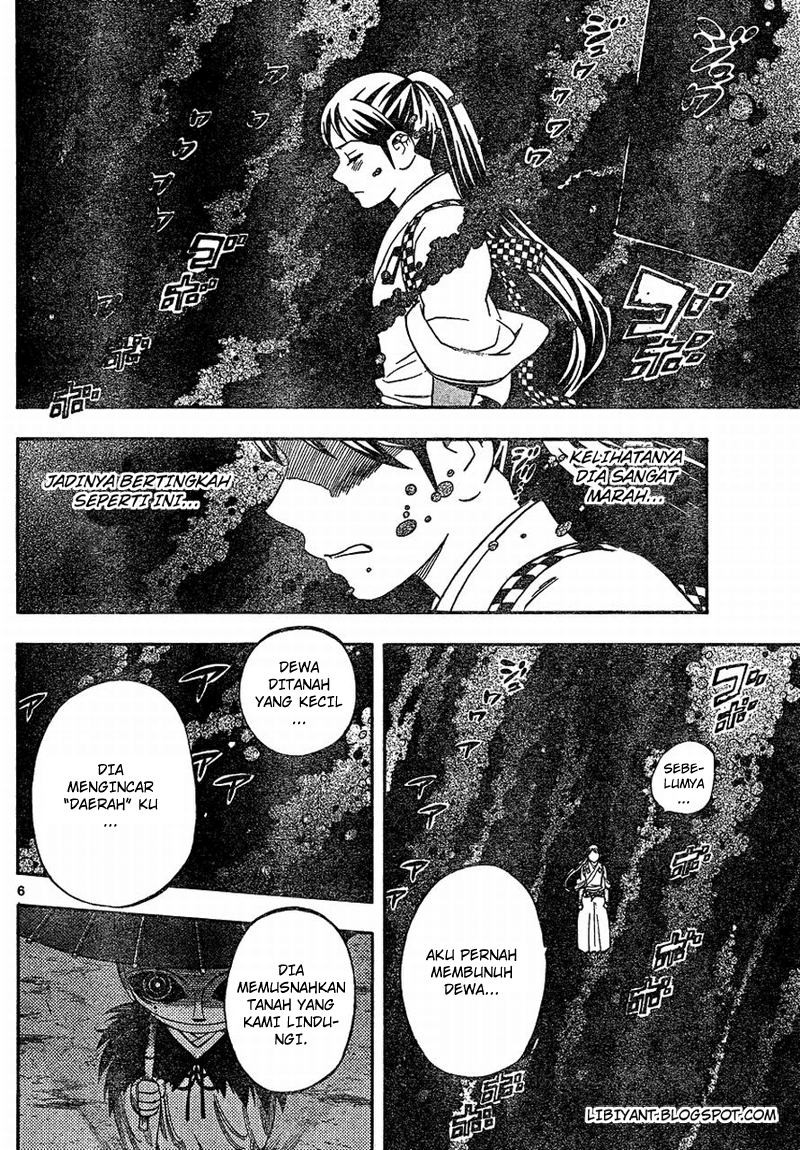 KELIHATANYA
DIA SANGAT
MARAH...
JADINYA BERTINGKAH
SEPERTI INI...
SEBE-
LUMYA
...
AKU PERNAH
MEMBUNUH
DEWA...
DEWA
DITANAH
YANG KECIL
...
DIA
MENGINCAR
"DAERAH" KU
...
DIA
MEMUSNAHKAN
TANAH YANG
KAMI LINDU-
NGI.
6
LIBIYANT.BLOGSPOT.COM